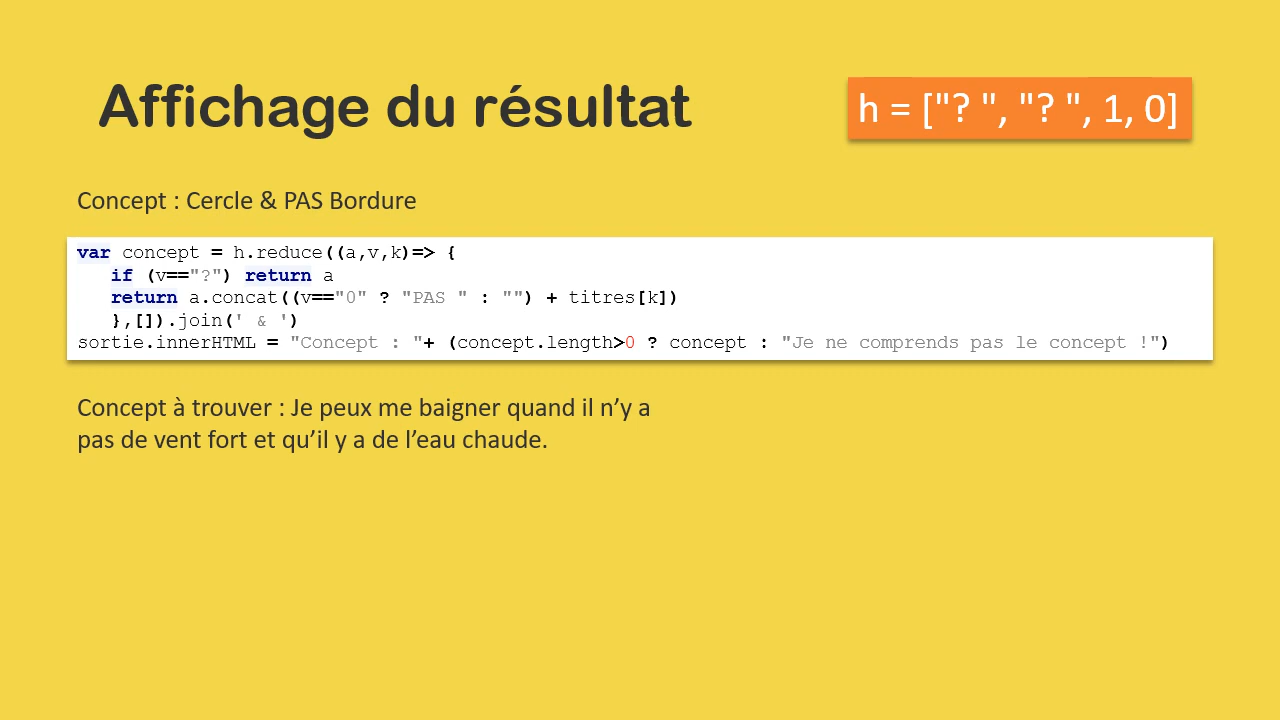 Affichage du résultat
h = ["? ", "? ", 1, 0]
Concept : Cercle & PAS Bordure
var concept = h.reduce((a,v,k)=> {
if (v=="?") return a
return a.concat((v=="0" ? "PAS " : "") + titres[k])
},[]).join(' & ')
sortie.innerHTML = "Concept : "+ (concept.length>0 ? concept : "Je ne comprends pas le concept !")
Concept à trouver : Je peux me baigner quand il n’y a
pas de vent fort et qu’il y a de l’eau chaude.